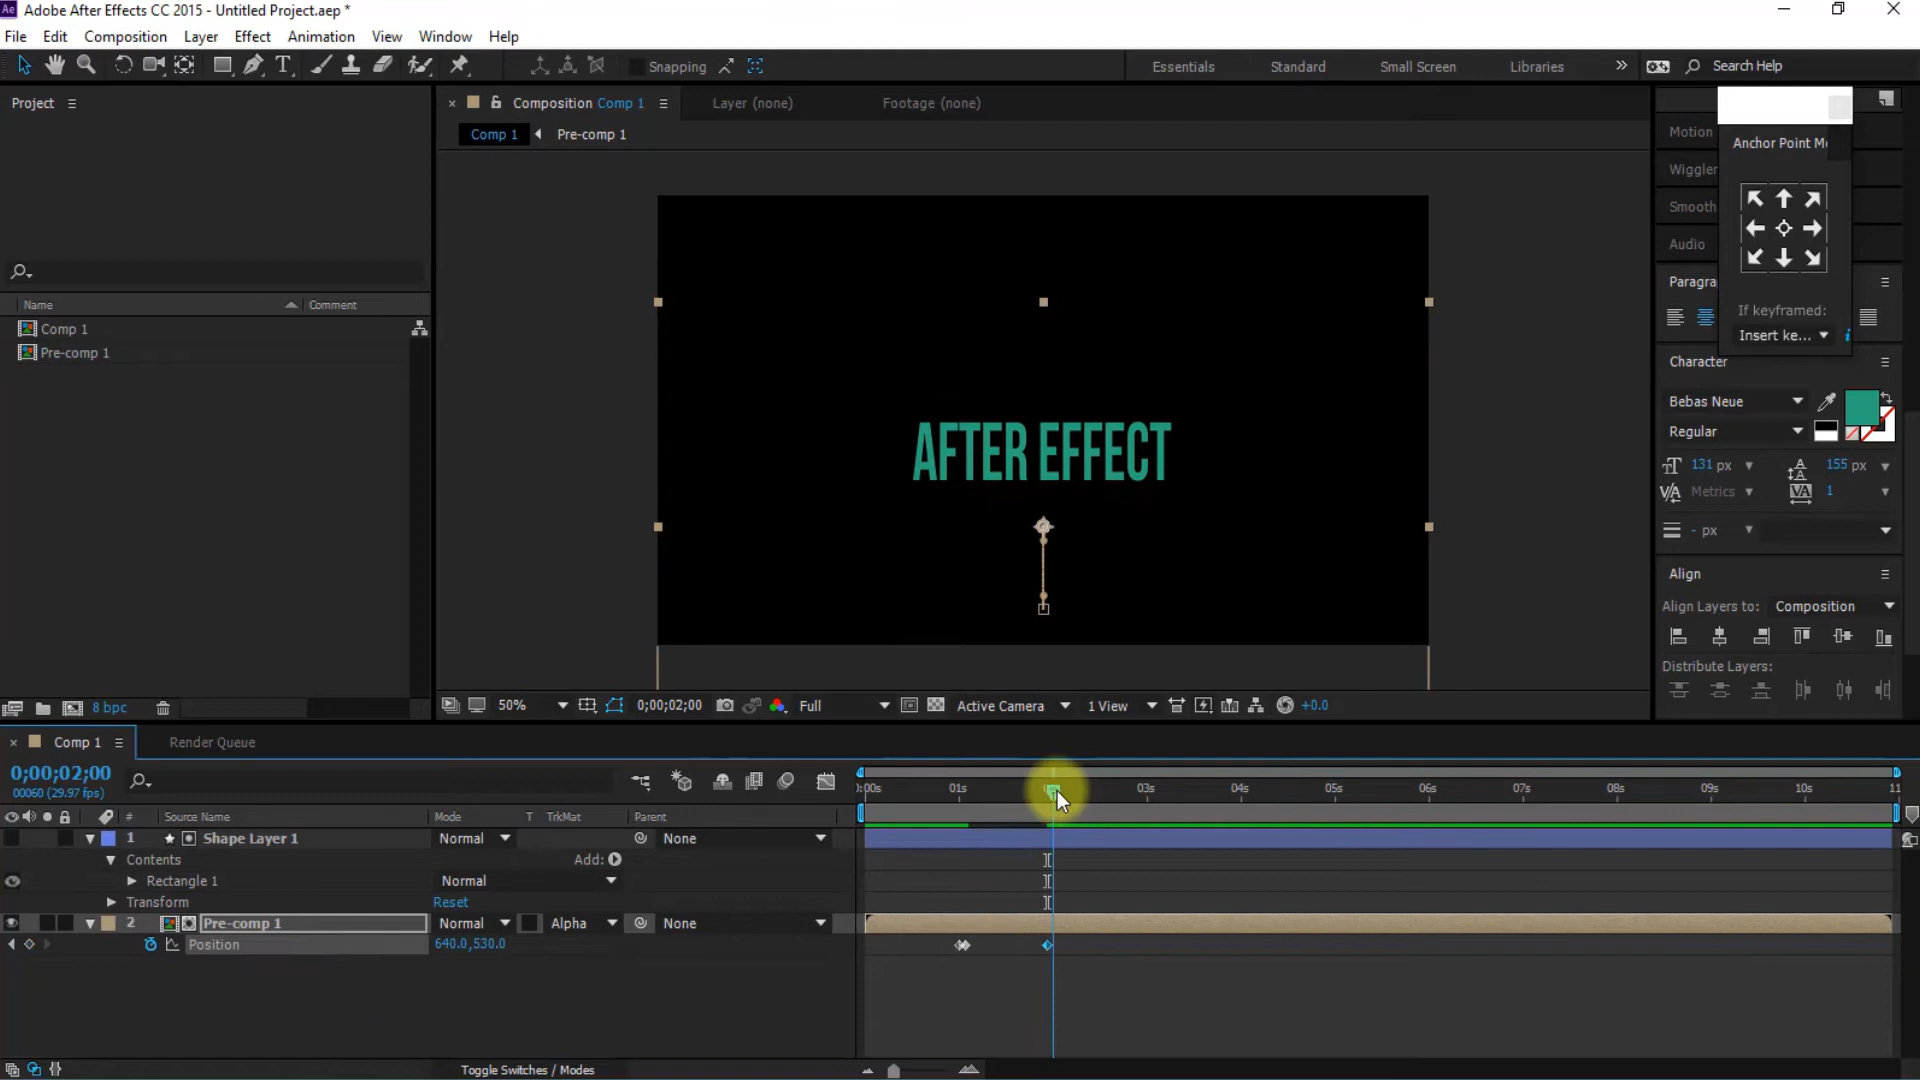 Ae Adobe After Effects CC 2015 - Untitled Project.aep *
File Edit Composition Layer Effect Animation View Window Help
T Snapping Essentials Standard Small Screen Libraries Search Help
Project
Composition Comp 1 Layer (none) Footage (none)
Comp 1 Pre-comp 1
Motion
Wiggler
Smooth
Audio
Paragra
Anchor Point Mo
If keyframed:
Insert ke...
Name Comment
Comp 1
Pre-comp 1
AFTER EFFECT
Character
Bebas Neue
Regular
131 px 155 px
Metrics 1
- px
Align
Align Layers to: Composition
Distribute Layers:
8 bpc
50% 0;00;02;00 Full Active Camera 1 View +0.0
Comp 1 Render Queue
0;00;02;00
00060 (29.97 fps)
:00s 01s 03s 04s 05s 06s 07s 08s 09s 10s 11
# Source Name Mode T TrkMat Parent
1 Shape Layer 1 Normal None
Contents Add:
Rectangle 1 Normal
Transform Reset
2 Pre-comp 1 Normal Alpha None
Position 640.0,530.0
Toggle Switches / Modes